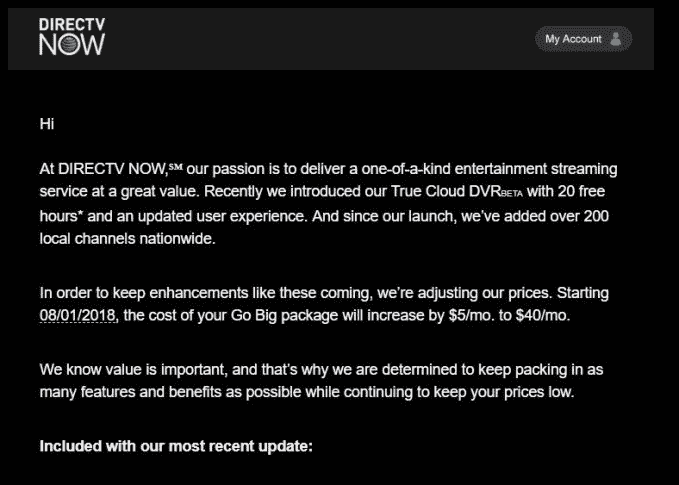 DIRECTV
NOW
My Account
Hi
At DIRECTV NOW,℠ our passion is to deliver a one-of-a-kind entertainment streaming
service at a great value. Recently we introduced our True Cloud DVRBETA with 20 free
hours* and an updated user experience. And since our launch, we’ve added over 200
local channels nationwide.
In order to keep enhancements like these coming, we’re adjusting our prices. Starting
08/01/2018, the cost of your Go Big package will increase by $5/mo. to $40/mo.
We know value is important, and that’s why we are determined to keep packing in as
many features and benefits as possible while continuing to keep your prices low.
Included with our most recent update: